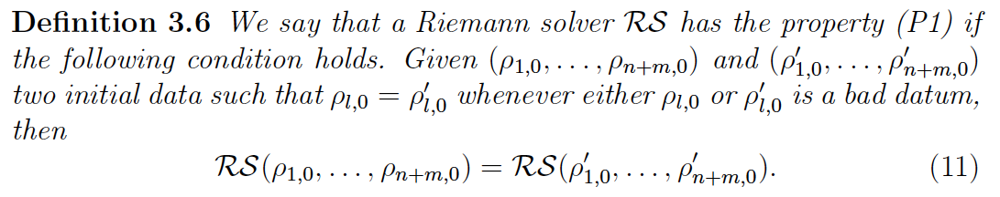 Definition 3.6 We say that a Riemann solver RS has the property (P1) if
the following condition holds. Given (ρ1,0, . . . , ρn+m,0) and (ρ′1,0, . . . , ρ′n+m,0)
two initial data such that ρl,0 = ρ′l,0 whenever either ρl,0 or ρ′l,0 is a bad datum,
then
RS(ρ1,0, . . . , ρn+m,0) = RS(ρ′1,0, . . . , ρ′n+m,0). (11)